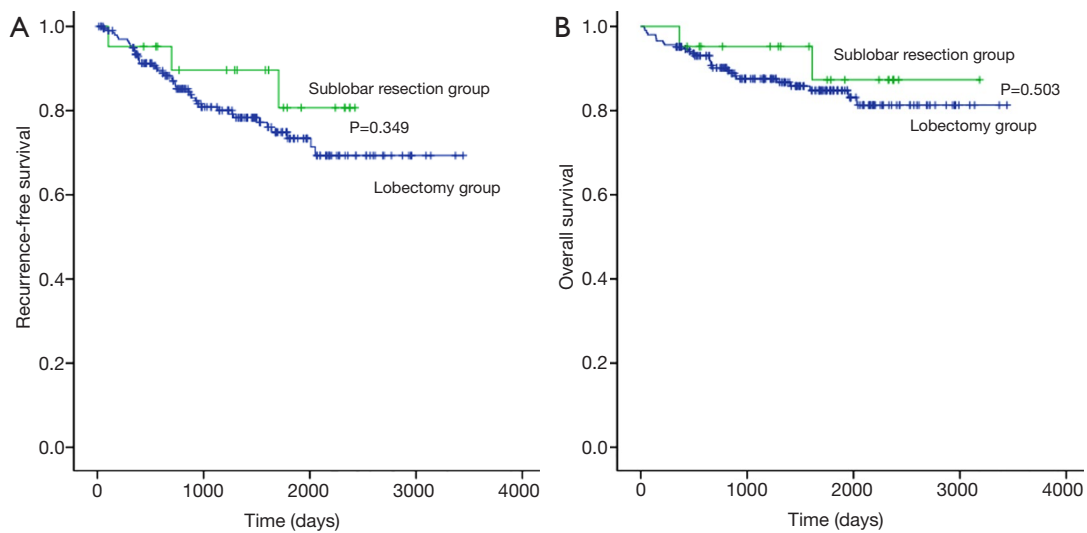 A
1.0
0.8
0.6
0.4
0.2
0.0
Recurrence-free survival
Sublobar resection group
P=0.349
Lobectomy group
0
1000
2000
3000
4000
Time (days)
B
1.0
0.8
0.6
0.4
0.2
0.0
Overall survival
Sublobar resection group
P=0.503
Lobectomy group
0
1000
2000
3000
4000
Time (days)